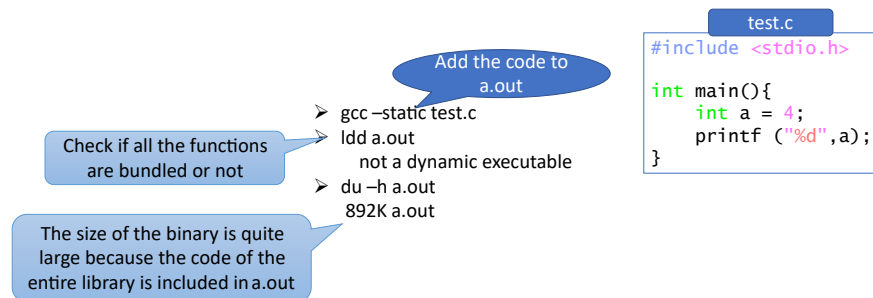 test.c
#include <stdio.h>
int main(){
int a = 4;
printf ("%d",a);
}
Add the code to
a.out
➢ gcc –static test.c
➢ ldd a.out
not a dynamic executable
➢ du –h a.out
892K a.out
Check if all the functions
are bundled or not
The size of the binary is quite
large because the code of the
entire library is included in a.out